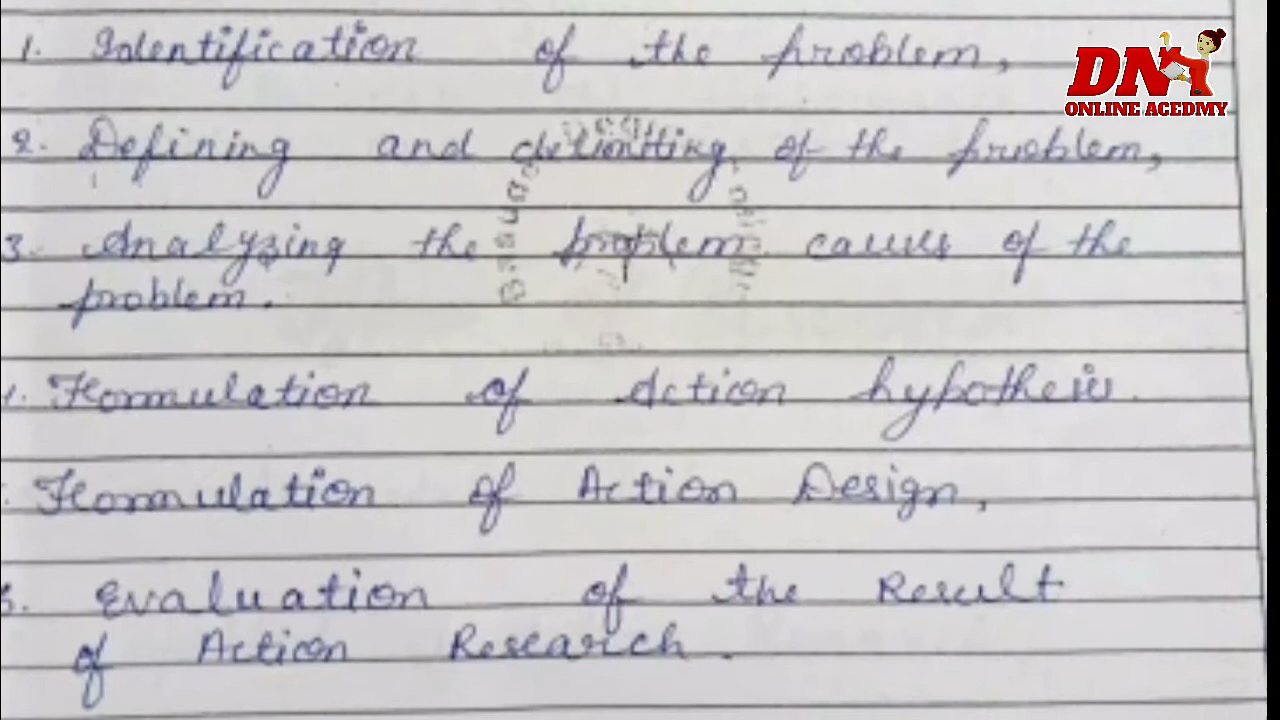 1. Identification of the problem,
DNY
ONLINE ACEDMY
2. Defining and delimiting of the problem,
3. Analyzing the problem causes of the
problem.
Formulation of Action hypothesis.
Formulation of Action Design,
Evaluation of the Result
of Action Research.